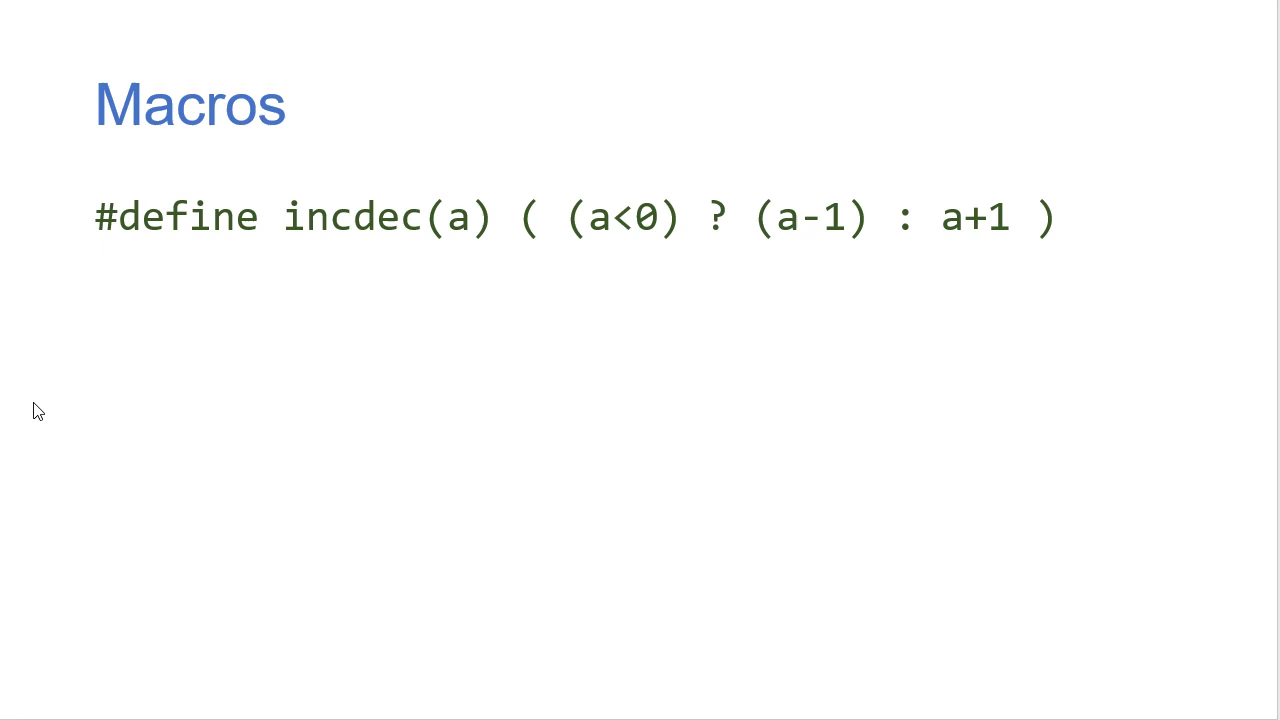 Macros
#define incdec(a) ( (a<0) ? (a-1) : a+1 )